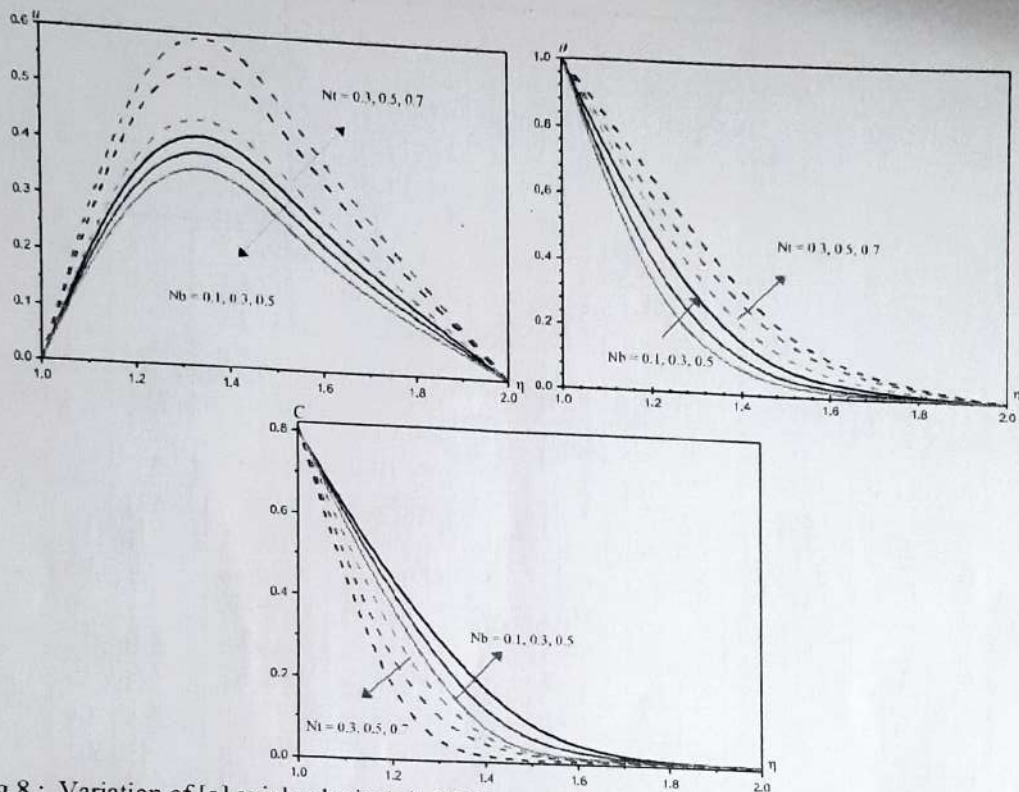 u
0.6
0.5
0.4
0.3
0.2
0.1
0.0
Nt = 0.3, 0.5, 0.7
Nb = 0.1, 0.3, 0.5
1.0 1.2 1.4 1.6 1.8 2.0 η
1.0
0.8
0.6
0.4
0.2
0.0
Nt = 0.3, 0.5, 0.7
Nb = 0.1, 0.3, 0.5
1.0 1.2 1.4 1.6 1.8 2.0
C
0.8
0.6
0.4
0.2
0.0
Nb = 0.1, 0.3, 0.5
Nt = 0.3, 0.5, 0.7
1.0 1.2 1.4 1.6 1.8 2.0 η
8 : Variation of